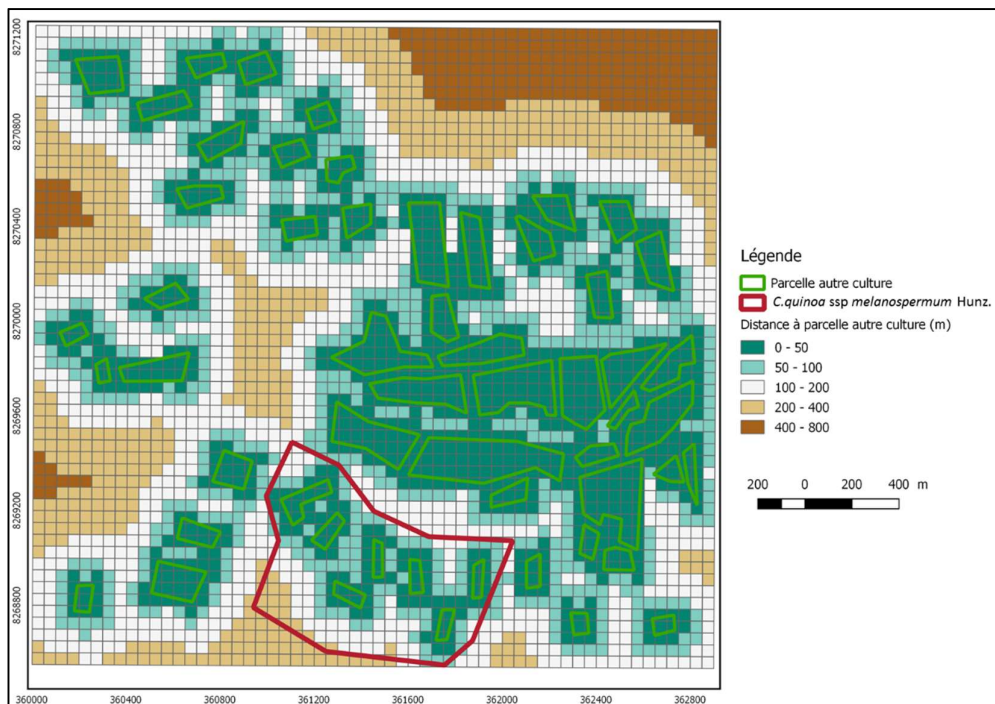 8271200
8270800
8270400
8270000
8269600
8269200
8268800
360000 360400 360800 361200 361600 362000 362400 362800
Légende
Parcelle autre culture
C.quinoa ssp melanospermum Hunz.
Distance à parcelle autre culture (m)
0 - 50
50 - 100
100 - 200
200 - 400
400 - 800
200 0 200 400 m